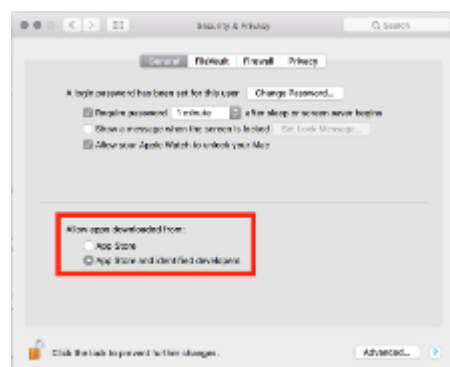 Security & Privacy
Search
General FileVault Firewall Privacy
A login password has been set for this user Change Password...
Require password 1 minute after sleep or screen saver begins
Show a message when the screen is locked Set Lock Message...
Allow your Apple Watch to unlock your Mac
Allow apps downloaded from:
App Store
App Store and identified developers
Click the lock to prevent further changes.
Advanced... ?